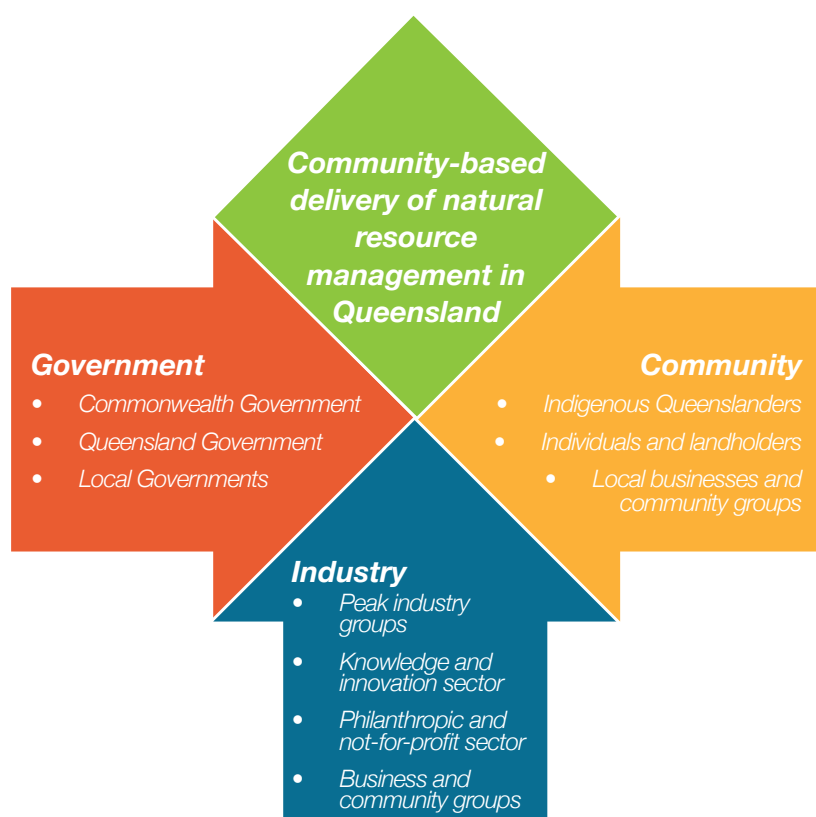 Community-based
delivery of natural
resource
management in
Queensland
Government
• Commonwealth Government
• Queensland Government
• Local Governments
Community
• Indigenous Queenslanders
• Individuals and landholders
• Local businesses and
community groups
Industry
• Peak industry
groups
• Knowledge and
innovation sector
• Philanthropic and
not-for-profit sector
• Business and
community groups